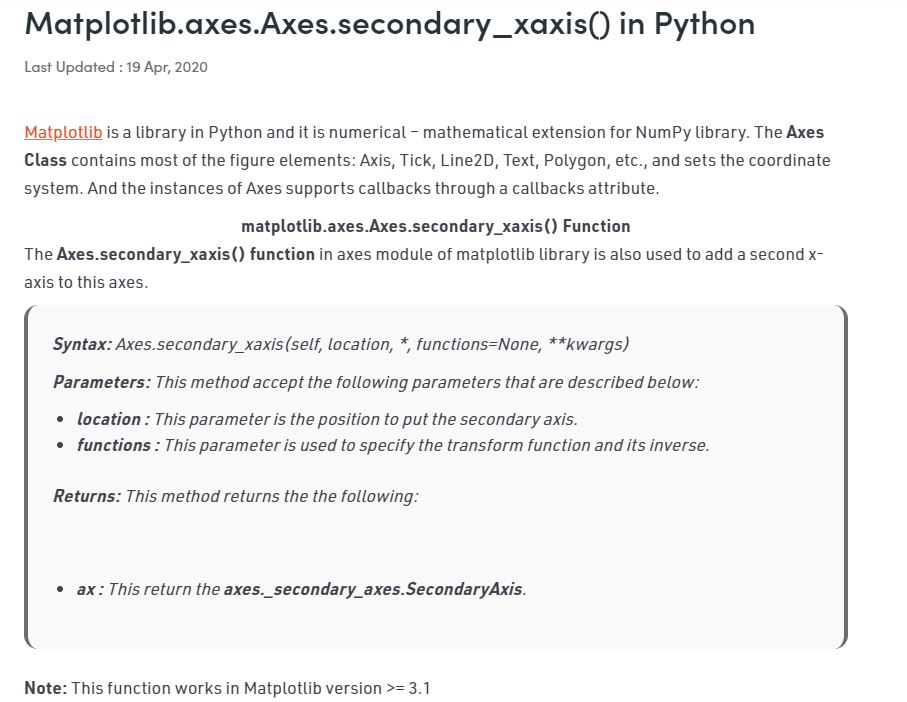 Matplotlib.axes.Axes.secondary_xaxis() in Python
Last Updated : 19 Apr, 2020
Matplotlib is a library in Python and it is numerical – mathematical extension for NumPy library. The Axes
Class contains most of the figure elements: Axis, Tick, Line2D, Text, Polygon, etc., and sets the coordinate
system. And the instances of Axes supports callbacks through a callbacks attribute.
matplotlib.axes.Axes.secondary_xaxis() Function
The Axes.secondary_xaxis() function in axes module of matplotlib library is also used to add a second x-
axis to this axes.
Syntax: Axes.secondary_xaxis(self, location, *, functions=None, **kwargs)
Parameters: This method accept the following parameters that are described below:
• location : This parameter is the position to put the secondary axis.
• functions : This parameter is used to specify the transform function and its inverse.
Returns: This method returns the the following:
• ax : This return the axes._secondary_axes.SecondaryAxis.
Note: This function works in Matplotlib version >= 3.1